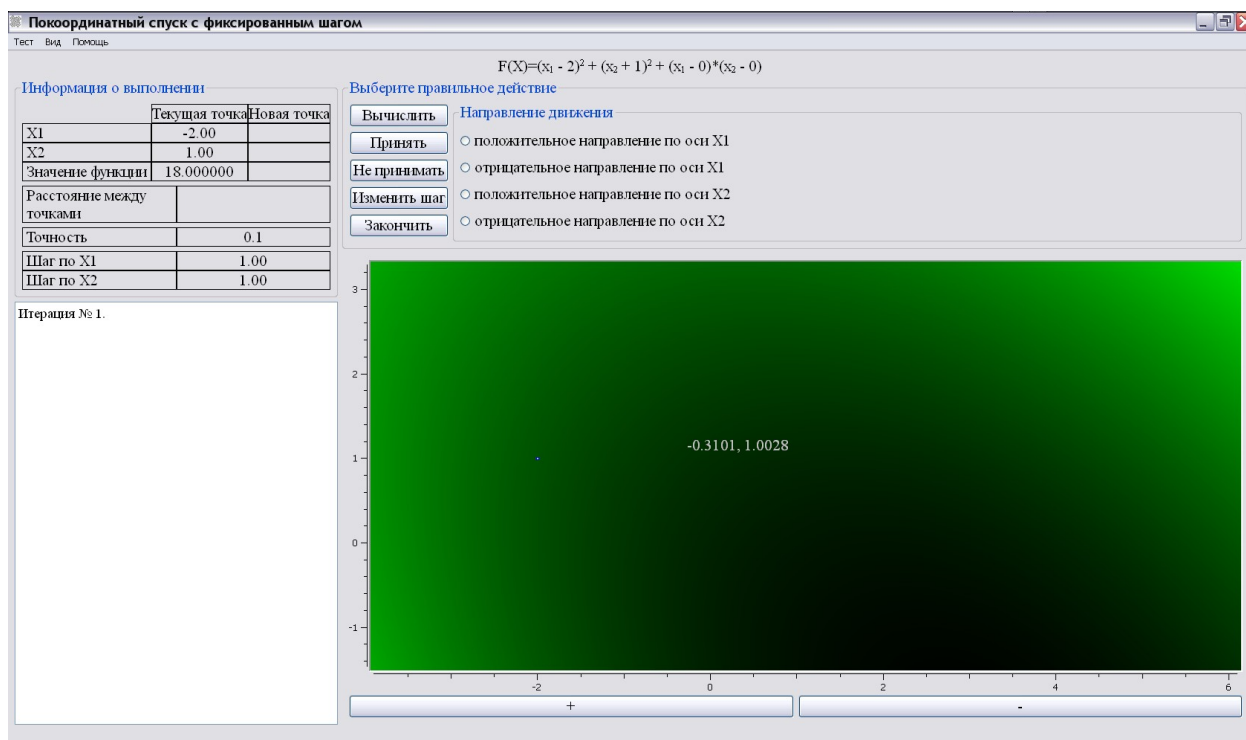 Покоординатный спуск с фиксированным шагом
Тест Вид Помощь
F(X)=(x₁ - 2)² + (x₂ + 1)² + (x₁ - 0)*(x₂ - 0)
Информация о выполнении
Текущая точка Новая точка
X1 -2.00
X2 1.00
Значение функции 18.000000
Расстояние между
точками
Точность 0.1
Шаг по X1 1.00
Шаг по X2 1.00
Итерация № 1.
Выберите правильное действие
Вычислить
Принять
Не принимать
Изменить шаг
Закончить
Направление движения
положительное направление по оси X1
отрицательное направление по оси X1
положительное направление по оси X2
отрицательное направление по оси X2
3
2
1
0
-1
-0.3101, 1.0028
-2 0 2 4 6
+ -